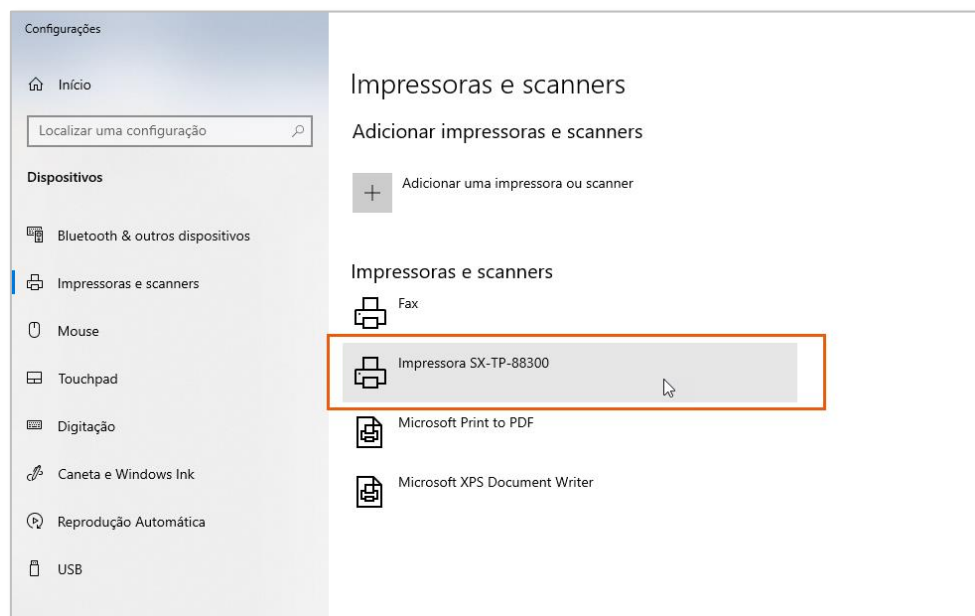 Configurações
Início
Localizar uma configuração
Dispositivos
Bluetooth & outros dispositivos
Impressoras e scanners
Mouse
Touchpad
Digitação
Caneta e Windows Ink
Reprodução Automática
USB
Impressoras e scanners
Adicionar impressoras e scanners
Adicionar uma impressora ou scanner
Impressoras e scanners
Fax
Impressora SX-TP-88300
Microsoft Print to PDF
Microsoft XPS Document Writer